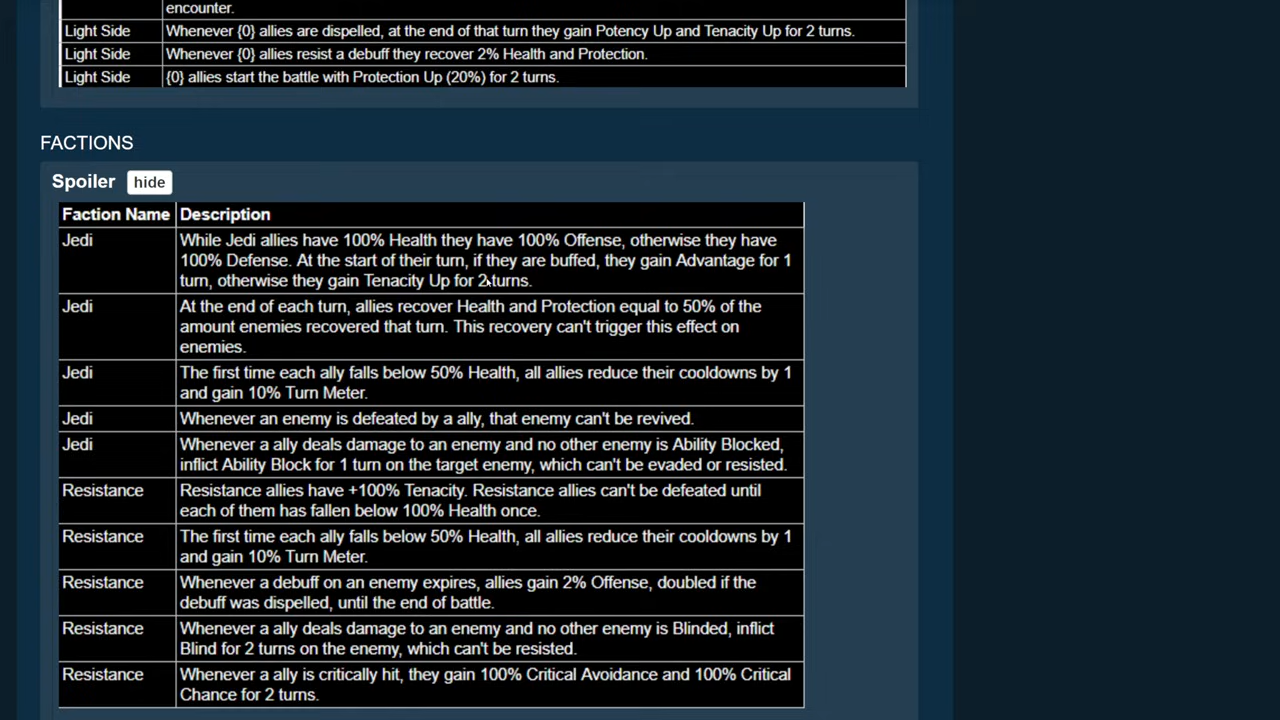 encounter.
Light Side Whenever {0} allies are dispelled, at the end of that turn they gain Potency Up and Tenacity Up for 2 turns.
Light Side Whenever {0} allies resist a debuff they recover 2% Health and Protection.
Light Side {0} allies start the battle with Protection Up (20%) for 2 turns.
FACTIONS
Spoiler hide
Faction Name Description
Jedi While Jedi allies have 100% Health they have 100% Offense, otherwise they have
100% Defense. At the start of their turn, if they are buffed, they gain Advantage for 1
turn, otherwise they gain Tenacity Up for 2 turns.
Jedi At the end of each turn, allies recover Health and Protection equal to 50% of the
amount enemies recovered that turn. This recovery can't trigger this effect on
enemies.
Jedi The first time each ally falls below 50% Health, all allies reduce their cooldowns by 1
and gain 10% Turn Meter.
Jedi Whenever an enemy is defeated by a ally, that enemy can't be revived.
Jedi Whenever a ally deals damage to an enemy and no other enemy is Ability Blocked,
inflict Ability Block for 1 turn on the target enemy, which can't be evaded or resisted.
Resistance Resistance allies have +100% Tenacity. Resistance allies can't be defeated until
each of them has fallen below 100% Health once.
Resistance The first time each ally falls below 50% Health, all allies reduce their cooldowns by 1
and gain 10% Turn Meter.
Resistance Whenever a debuff on an enemy expires, allies gain 2% Offense, doubled if the
debuff was dispelled, until the end of battle.
Resistance Whenever a ally deals damage to an enemy and no other enemy is Blinded, inflict
Blind for 2 turns on the enemy, which can't be resisted.
Resistance Whenever a ally is critically hit, they gain 100% Critical Avoidance and 100% Critical
Chance for 2 turns.